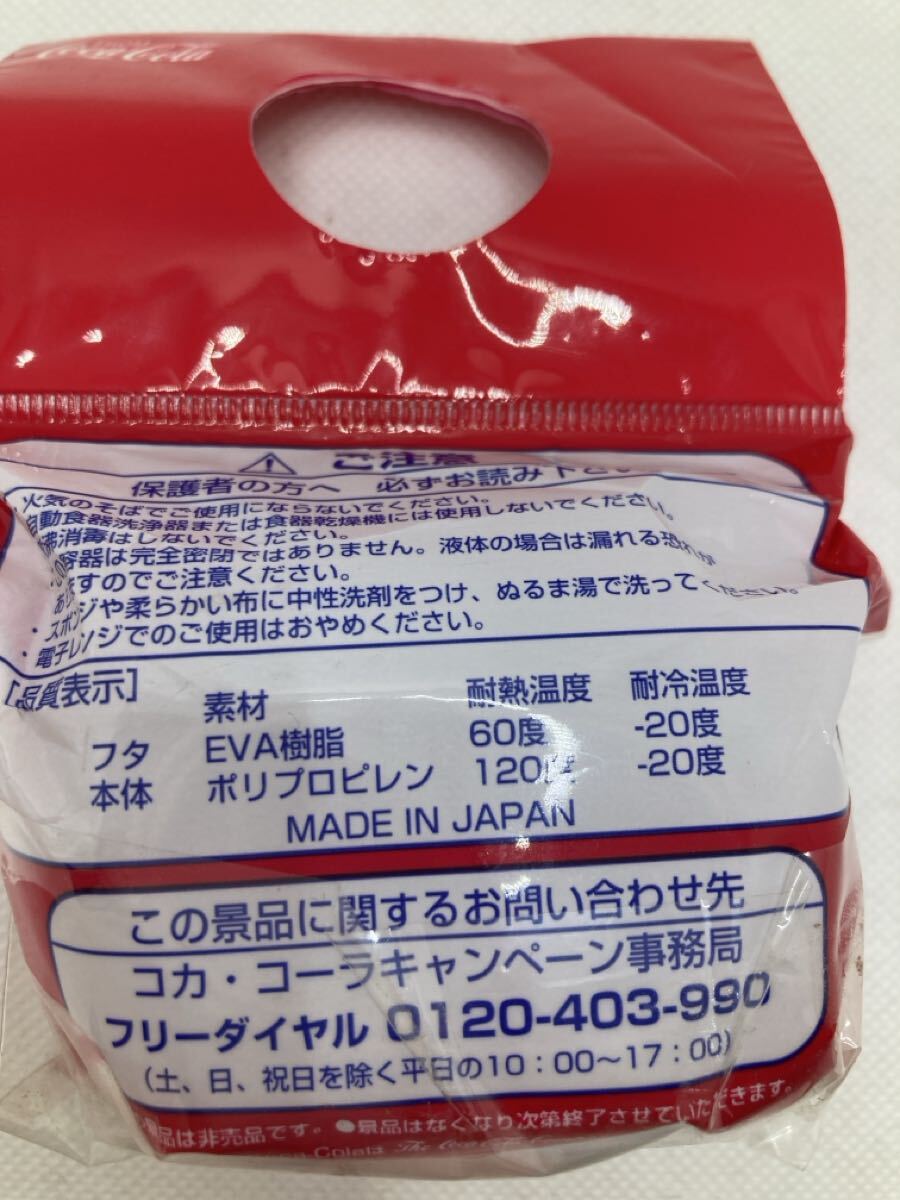 Coca-Cola
ご注意
保護者の方へ 必ずお読み下さい
火気のそばでご使用にならないでください。
自動食器洗浄器または食器乾燥機には使用しないでください。
沸消毒はしないでください。
容器は完全密閉ではありません。液体の場合は漏れる恐れが
ありますのでご注意ください。
・スポンジや柔らかい布に中性洗剤をつけ、ぬるま湯で洗ってください。
・電子レンジでのご使用はおやめください。
[品質表示]
素材 耐熱温度 耐冷温度
フタ EVA樹脂 60度 -20度
本体 ポリプロピレン 120度 -20度
MADE IN JAPAN
この景品に関するお問い合わせ先
コカ・コーラキャンペーン事務局
フリーダイヤル 0120-403-990
(土、日、祝日を除く平日の10:00~17:00)
品は非売品です。 ●景品はなくなり次第終了させていただきます。